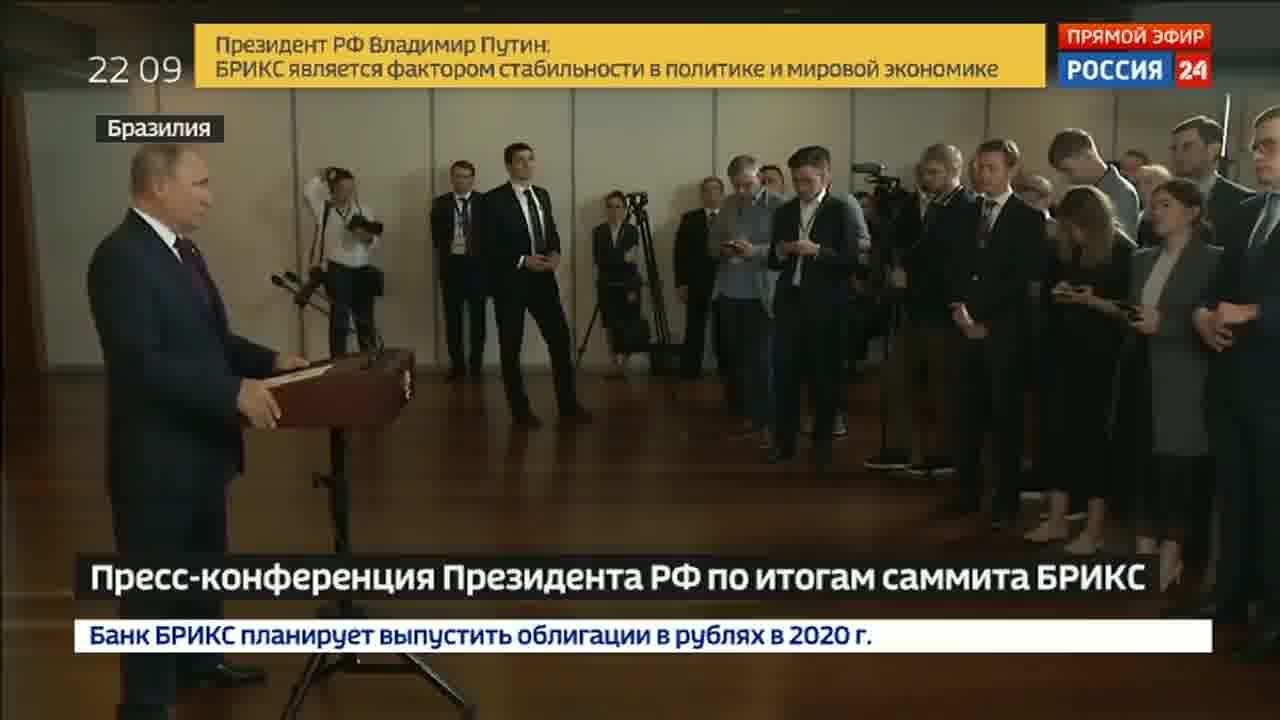 22 09
Президент РФ Владимир Путин:
БРИКС является фактором стабильности в политике и мировой экономике
ПРЯМОЙ ЭФИР
РОССИЯ 24
Бразилия
Пресс-конференция Президента РФ по итогам саммита БРИКС
Банк БРИКС планирует выпустить облигации в рублях в 2020 г.